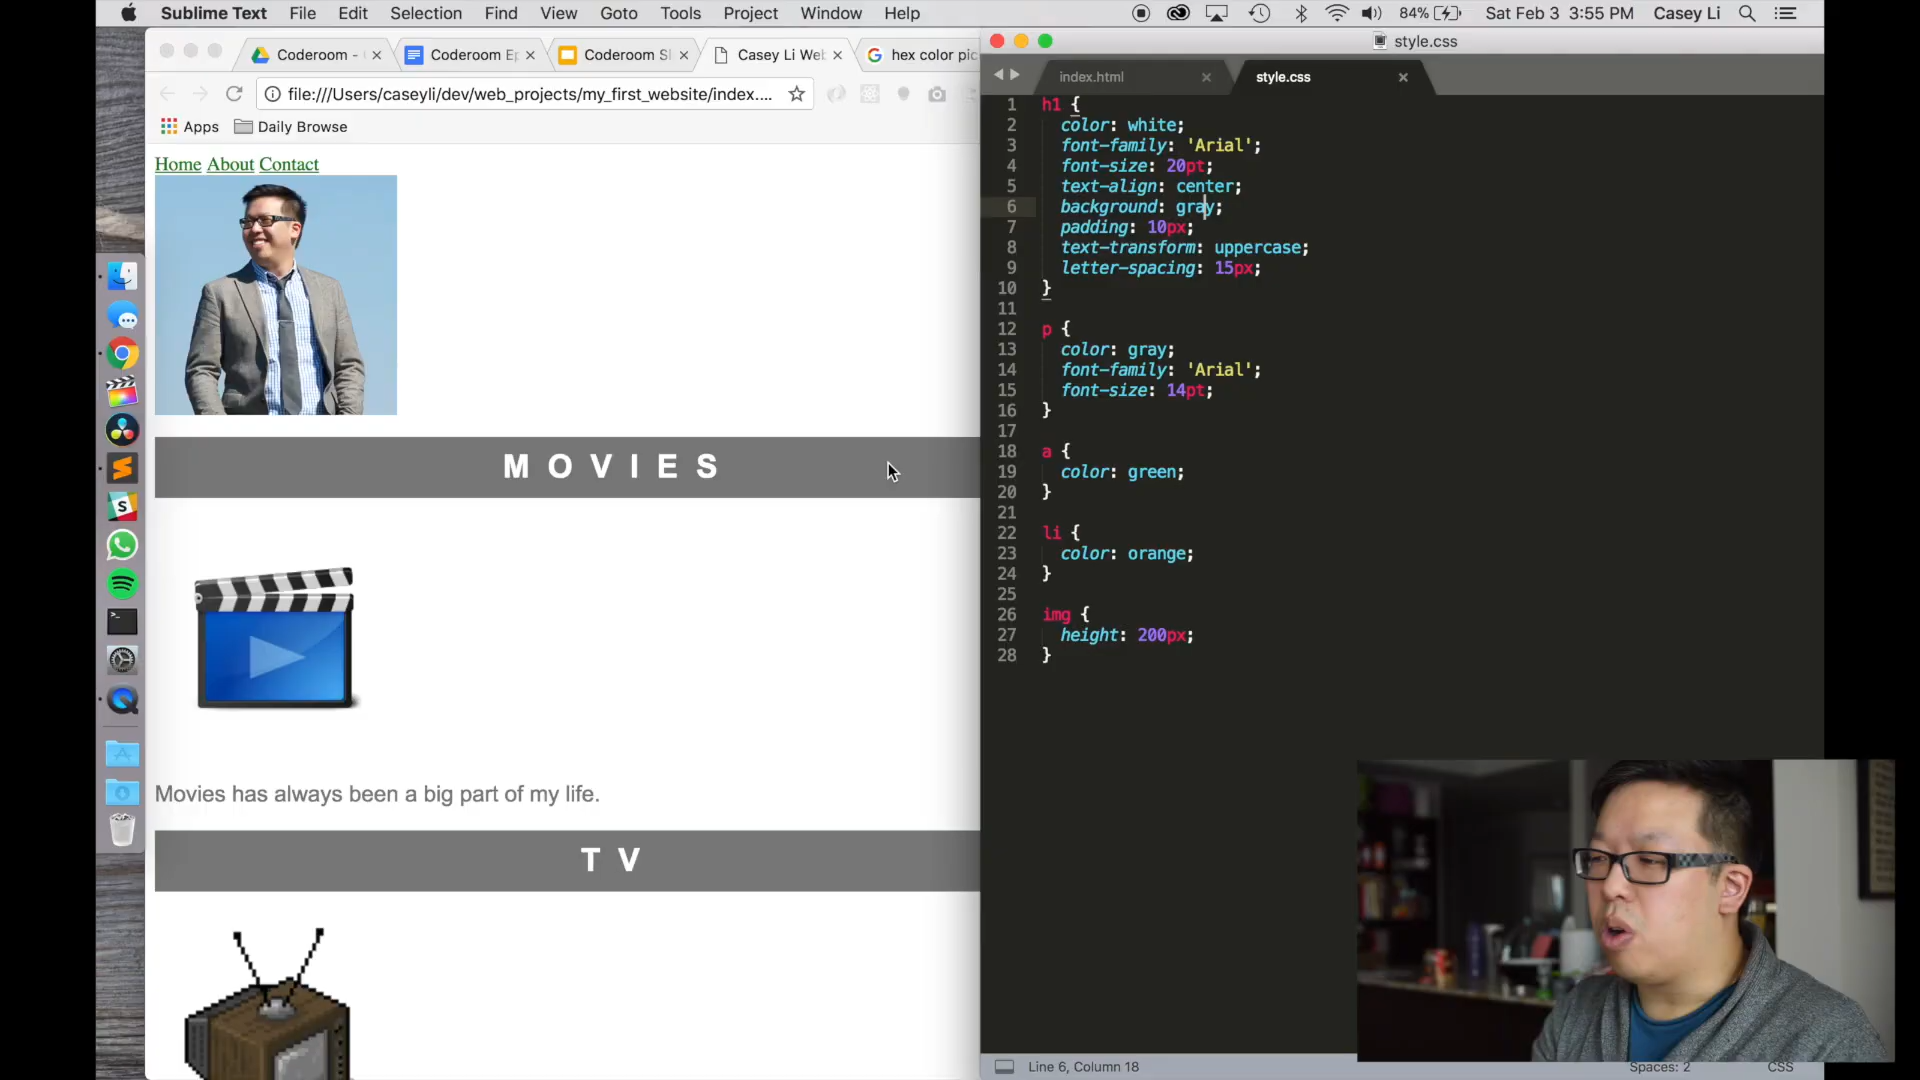 Sublime Text File Edit Selection Find View Goto Tools Project Window Help 84% Sat Feb 3 3:55 PM Casey Li
Coderoom - Coderoom Ep Coderoom Sl Casey Li Web hex color pic
file:///Users/caseyli/dev/web_projects/my_first_website/index....
Apps Daily Browse
Home About Contact
MOVIES
Movies has always been a big part of my life.
TV
style.css
index.html style.css
1 h1 {
2 color: white;
3 font-family: 'Arial';
4 font-size: 20pt;
5 text-align: center;
6 background: gray;
7 padding: 10px;
8 text-transform: uppercase;
9 letter-spacing: 15px;
10 }
11
12 p {
13 color: gray;
14 font-family: 'Arial';
15 font-size: 14pt;
16 }
17
18 a {
19 color: green;
20 }
21
22 li {
23 color: orange;
24 }
25
26 img {
27 height: 200px;
28 }
Line 6, Column 18 Spaces: 2 CSS